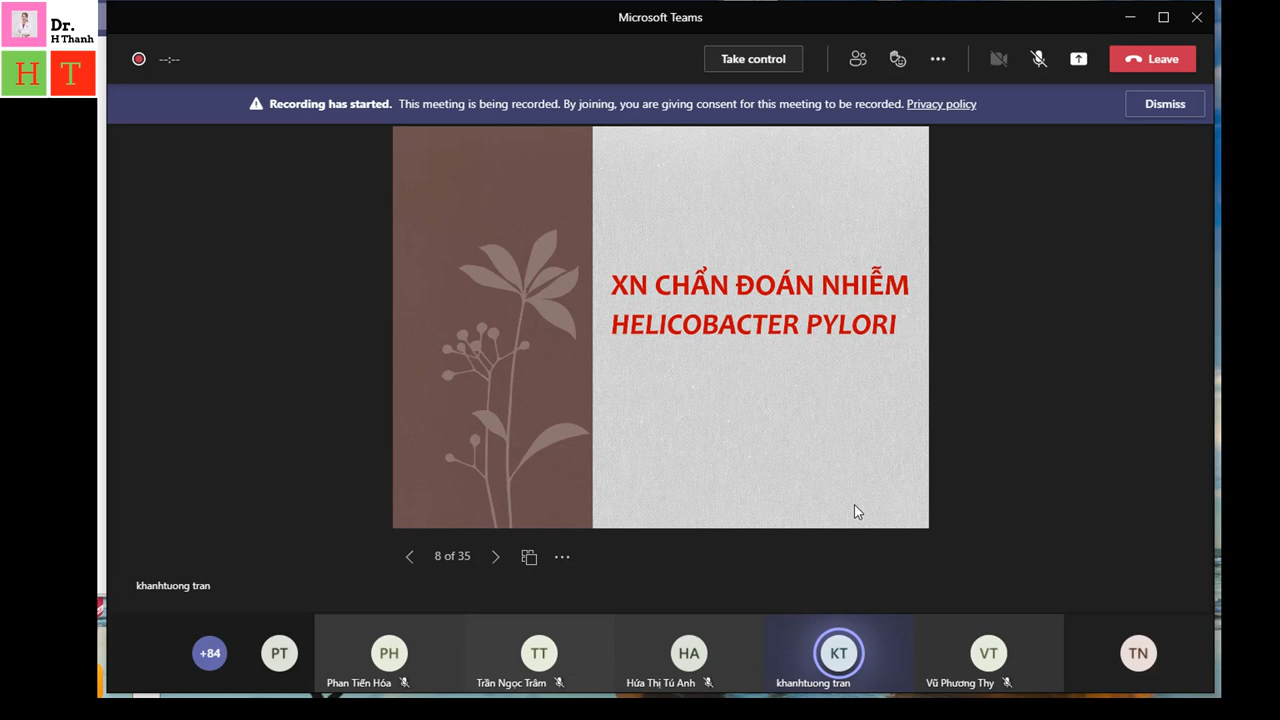 Dr.
H Thanh
H T
Microsoft Teams
--:--
Take control
Leave
Recording has started. This meeting is being recorded. By joining, you are giving consent for this meeting to be recorded. Privacy policy
Dismiss
XN CHẨN ĐOÁN NHIỄM
HELICOBACTER PYLORI
8 of 35
khanhtuong tran
+84
PT
PH
TT
HA
KT
VT
TN
Phan Tiến Hóa
Trần Ngọc Trâm
Hứa Thị Tú Anh
khanhtuong tran
Vũ Phương Thy